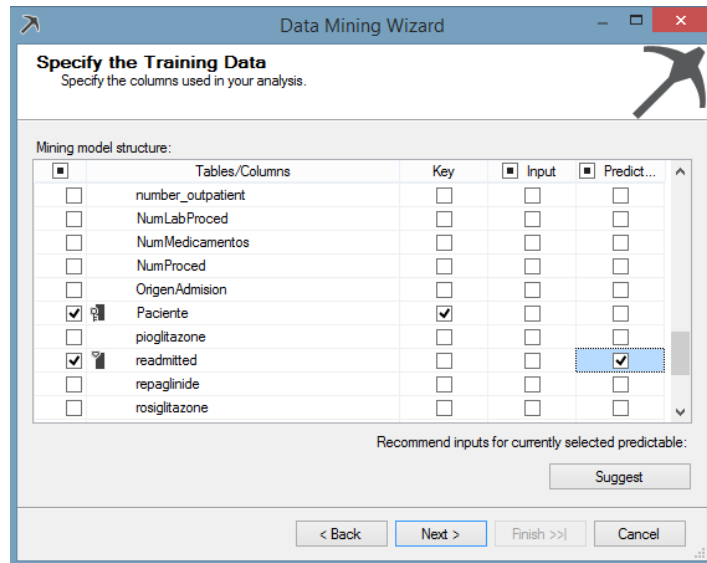 Data Mining Wizard
Specify the Training Data
Specify the columns used in your analysis.
Mining model structure:
Tables/Columns Key Input Predict...
number_outpatient
NumLabProced
NumMedicamentos
NumProced
OrigenAdmision
Paciente
pioglitazone
readmitted
repaglinide
rosiglitazone
Recommend inputs for currently selected predictable:
Suggest
< Back Next > Finish >>| Cancel